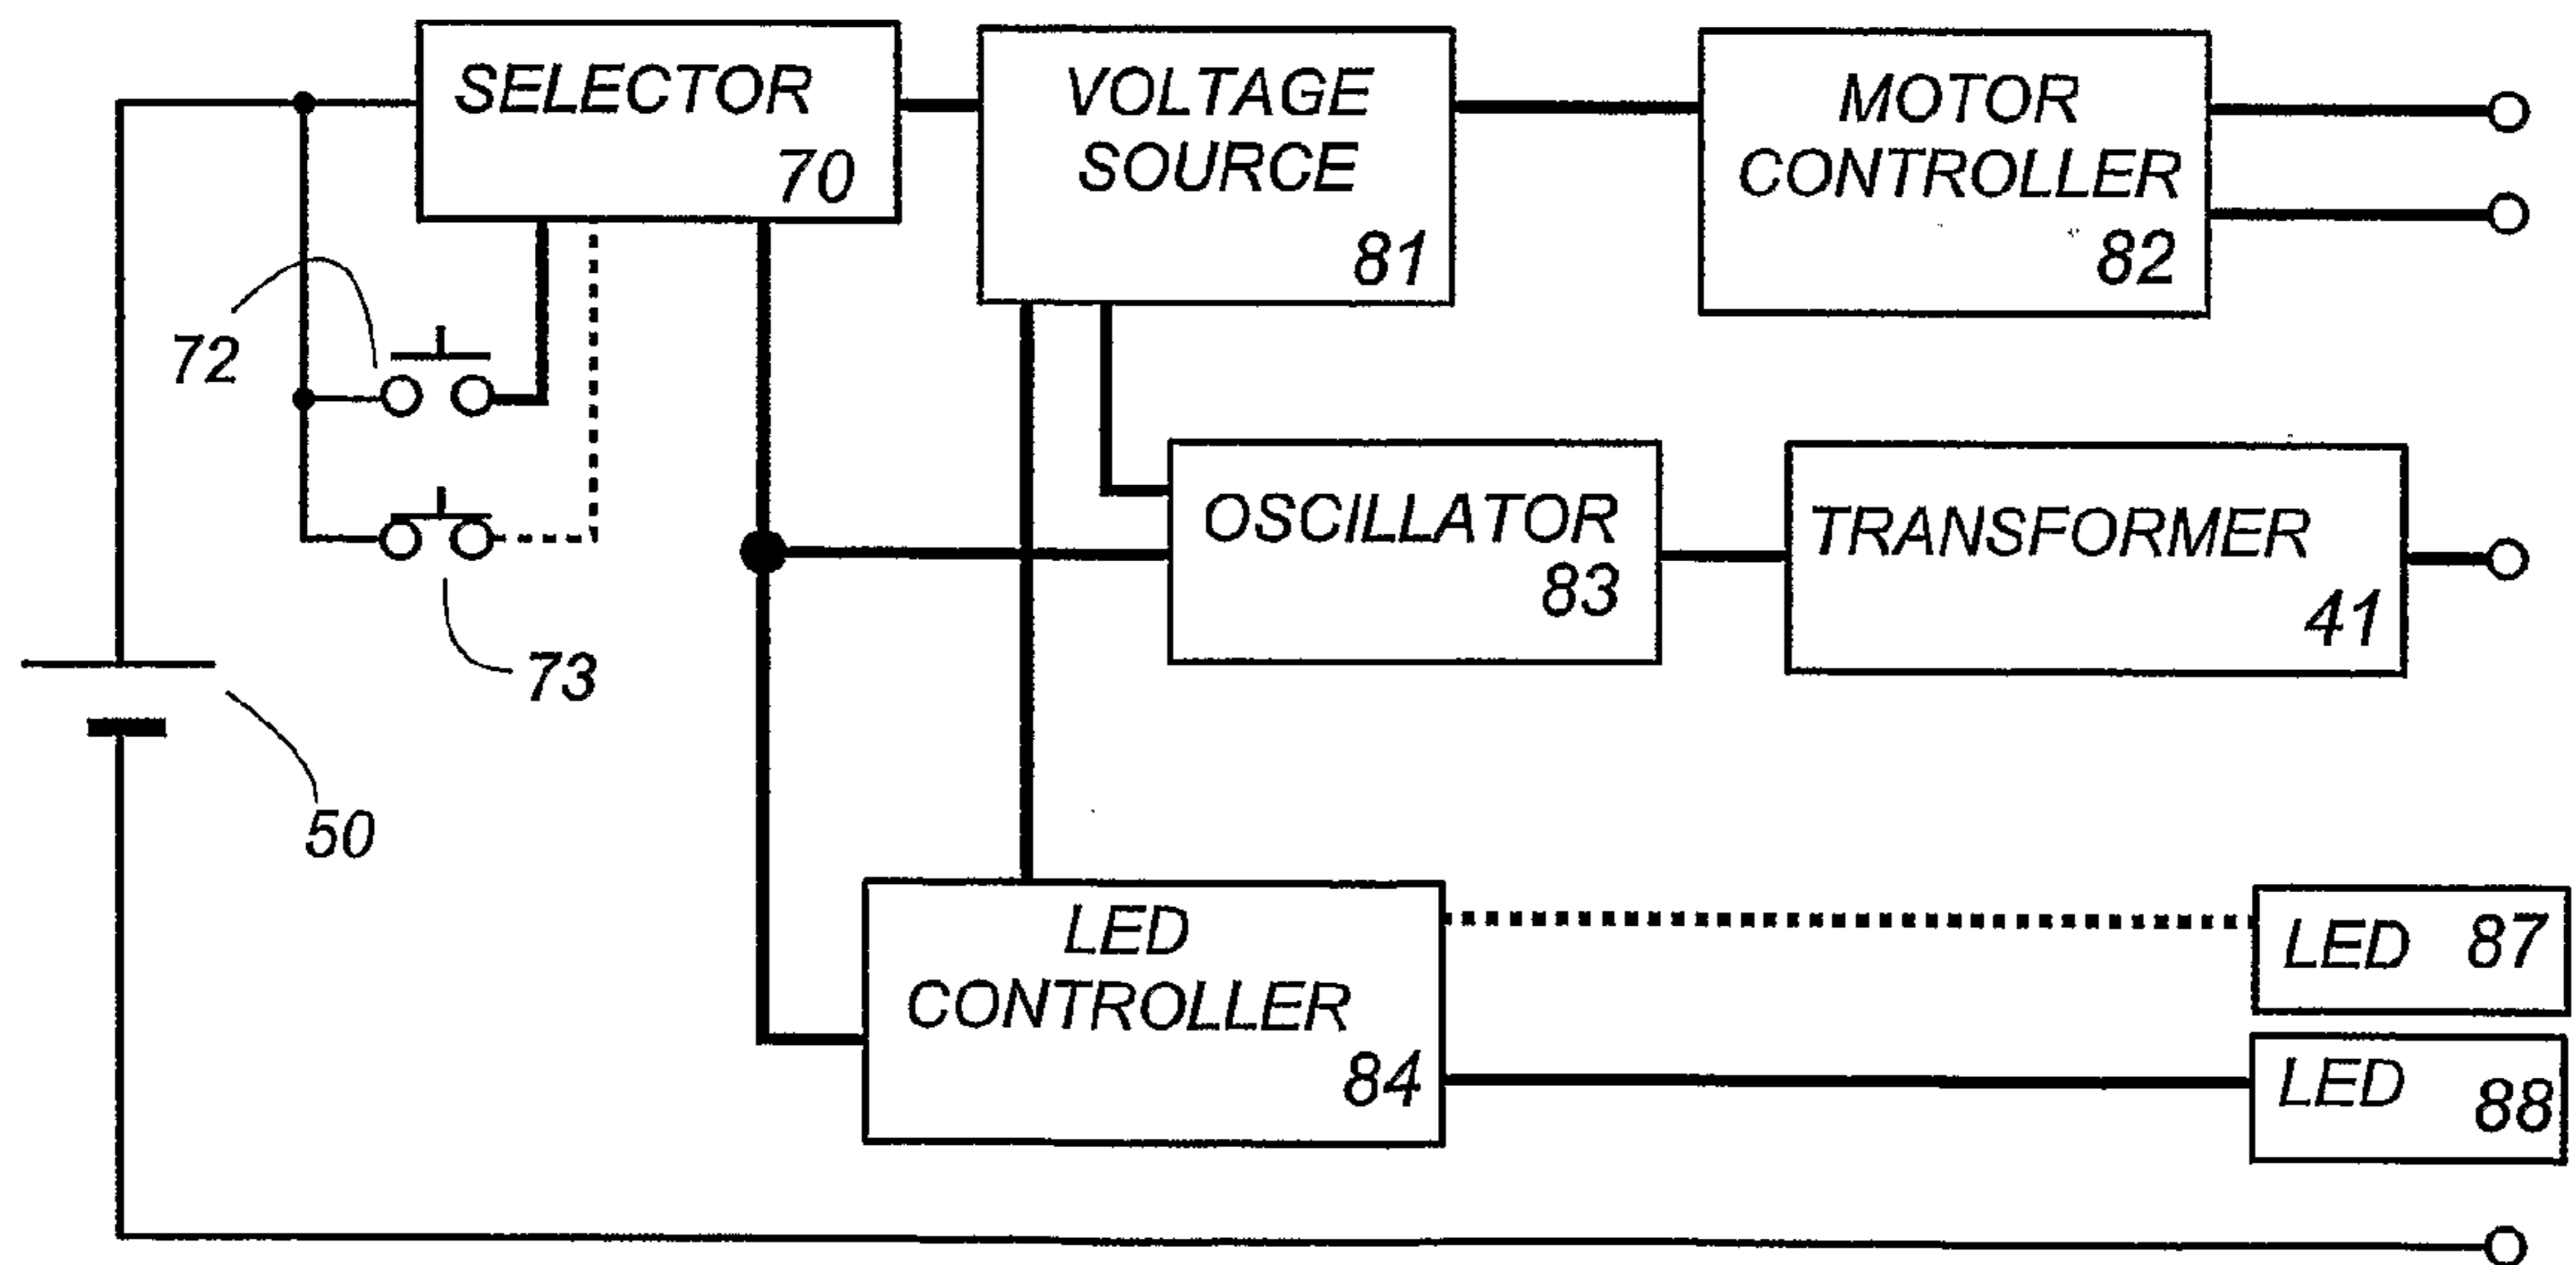 SELECTOR
70
VOLTAGE
SOURCE
81
MOTOR
CONTROLLER
82
72
73
50
OSCILLATOR
83
TRANSFORMER
41
LED
CONTROLLER
84
LED 87
LED 88